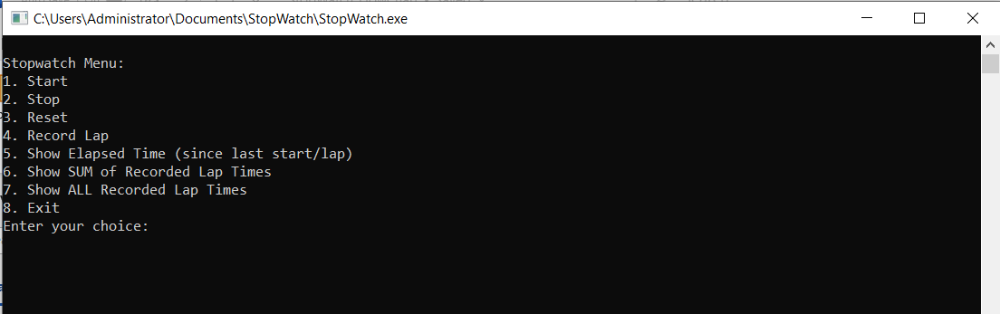 C:\Users\Administrator\Documents\StopWatch\StopWatch.exe
Stopwatch Menu:
1. Start
2. Stop
3. Reset
4. Record Lap
5. Show Elapsed Time (since last start/lap)
6. Show SUM of Recorded Lap Times
7. Show ALL Recorded Lap Times
8. Exit
Enter your choice: